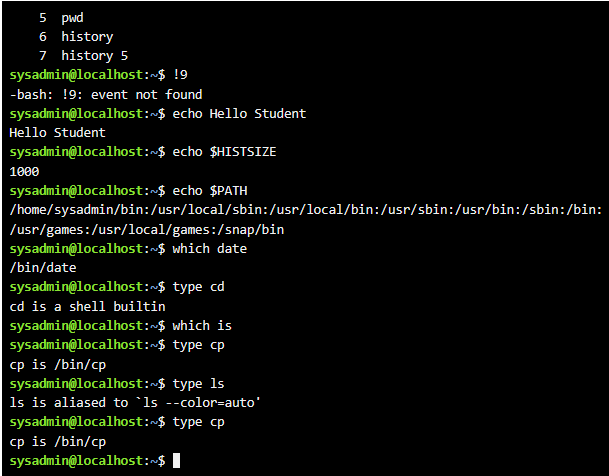 5  pwd
6  history
7  history 5
sysadmin@localhost:~$ !9
-bash: !9: event not found
sysadmin@localhost:~$ echo Hello Student
Hello Student
sysadmin@localhost:~$ echo $HISTSIZE
1000
sysadmin@localhost:~$ echo $PATH
/home/sysadmin/bin:/usr/local/sbin:/usr/local/bin:/usr/sbin:/usr/bin:/sbin:/bin:
/usr/games:/usr/local/games:/snap/bin
sysadmin@localhost:~$ which date
/bin/date
sysadmin@localhost:~$ type cd
cd is a shell builtin
sysadmin@localhost:~$ which is
sysadmin@localhost:~$ type cp
cp is /bin/cp
sysadmin@localhost:~$ type ls
ls is aliased to `ls --color=auto'
sysadmin@localhost:~$ type cp
cp is /bin/cp
sysadmin@localhost:~$